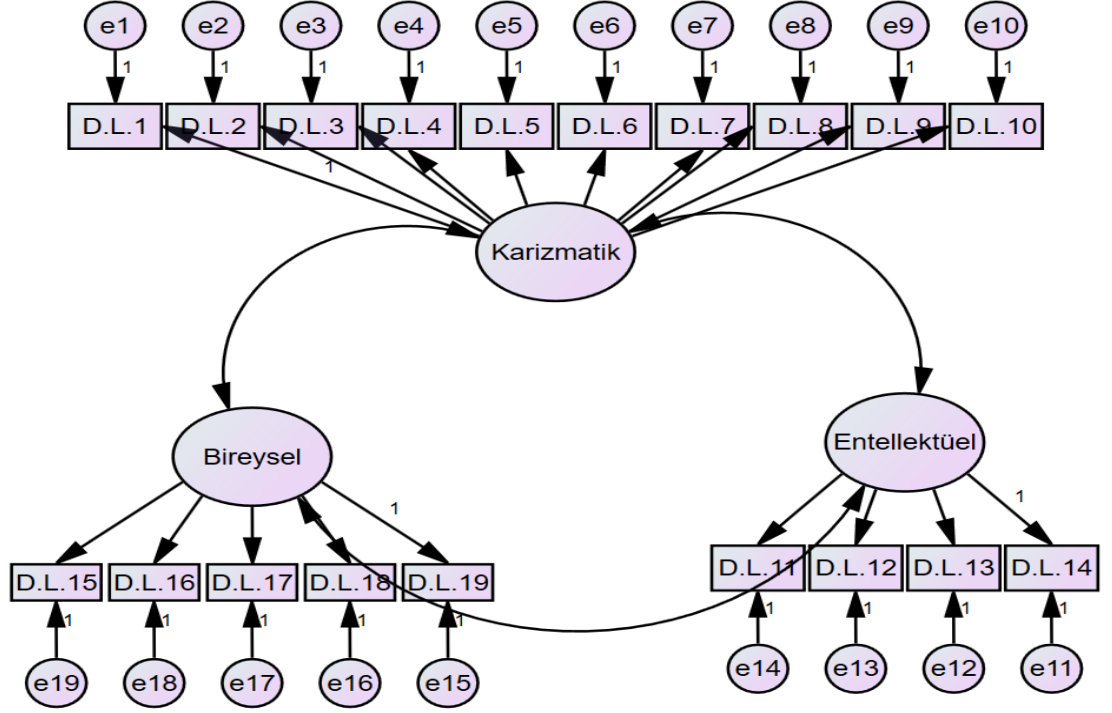 e1 e2 e3 e4 e5 e6 e7 e8 e9 e10
1 1 1 1 1 1 1 1 1 1
D.L.1 D.L.2 D.L.3 D.L.4 D.L.5 D.L.6 D.L.7 D.L.8 D.L.9 D.L.10
1
Karizmatik
Bireysel
Entellektüel
1
1
D.L.15 D.L.16 D.L.17 D.L.18 D.L.19
D.L.11 D.L.12 D.L.13 D.L.14
1 1 1 1 1
1 1 1 1
e19 e18 e17 e16 e15
e14 e13 e12 e11